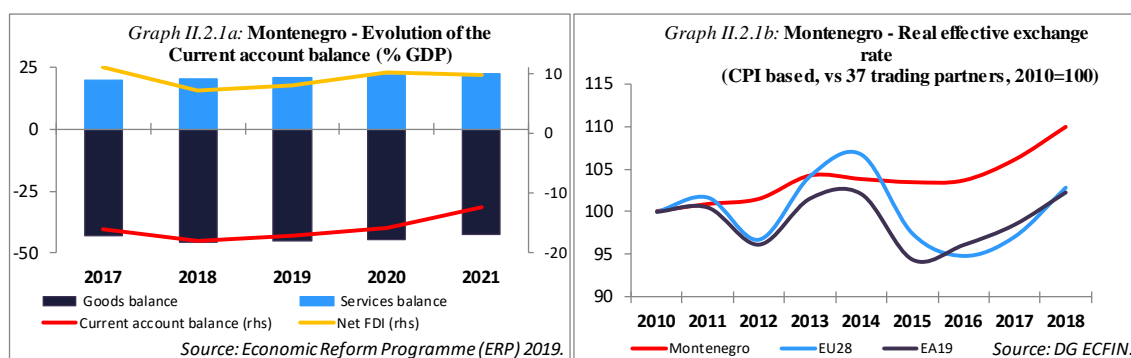 Graph II.2.1a: Montenegro - Evolution of the
Current account balance (% GDP)
25
0
-25
-50
10
0
-10
-20
2017 2018 2019 2020 2021
Goods balance Services balance
Current account balance (rhs) Net FDI (rhs)
Source: Economic Reform Programme (ERP) 2019.
Graph II.2.1b: Montenegro - Real effective exchange
rate
(CPI based, vs 37 trading partners, 2010=100)
115
110
105
100
95
90
2010 2011 2012 2013 2014 2015 2016 2017 2018
Montenegro EU28 EA19
Source: DG ECFIN.